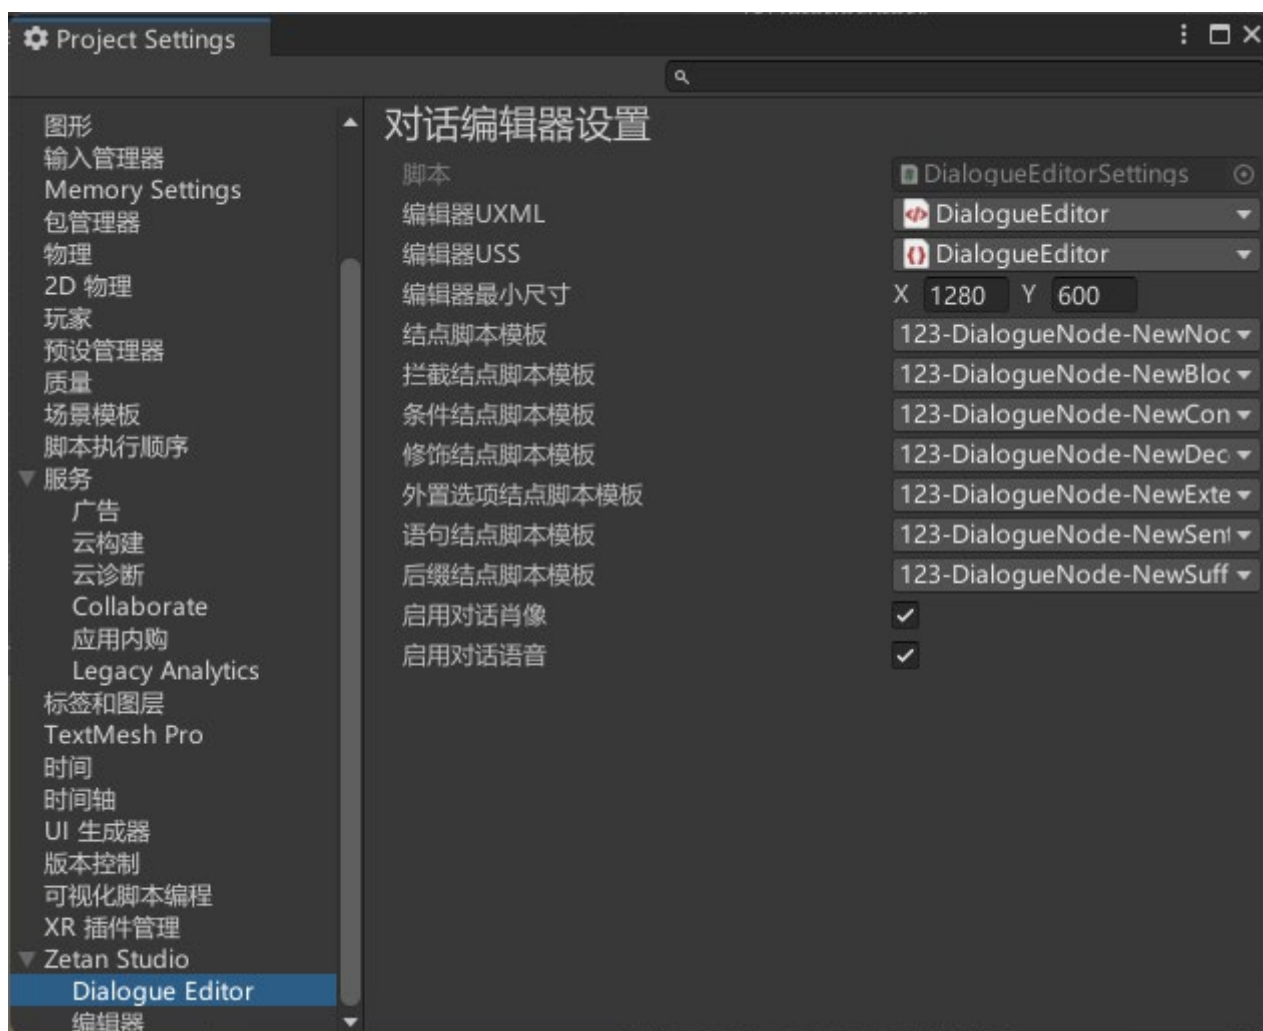 Project Settings
图形
输入管理器
Memory Settings
包管理器
物理
2D 物理
玩家
预设管理器
质量
场景模板
脚本执行顺序
服务
广告
云构建
云诊断
Collaborate
应用内购
Legacy Analytics
标签和图层
TextMesh Pro
时间
时间轴
UI 生成器
版本控制
可视化脚本编程
XR 插件管理
Zetan Studio
Dialogue Editor
编辑器
对话编辑器设置
脚本 DialogueEditorSettings
编辑器UXML DialogueEditor
编辑器USS DialogueEditor
编辑器最小尺寸 X 1280 Y 600
结点脚本模板 123-DialogueNode-NewNoc
拦截结点脚本模板 123-DialogueNode-NewBloc
条件结点脚本模板 123-DialogueNode-NewCon
修饰结点脚本模板 123-DialogueNode-NewDec
外置选项结点脚本模板 123-DialogueNode-NewExte
语句结点脚本模板 123-DialogueNode-NewSent
后缀结点脚本模板 123-DialogueNode-NewSuff
启用对话肖像
启用对话语音